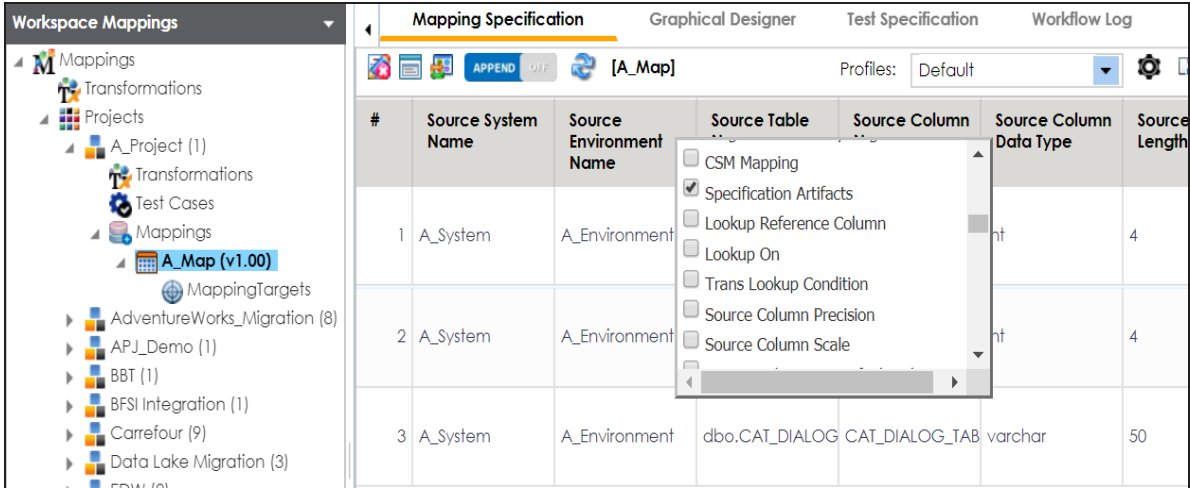 Workspace Mappings
Mappings
Transformations
Projects
A_Project (1)
Transformations
Test Cases
Mappings
A_Map (v1.00)
MappingTargets
AdventureWorks_Migration (8)
APJ_Demo (1)
BBT (1)
BFSI Integration (1)
Carrefour (9)
Data Lake Migration (3)
Mapping Specification Graphical Designer Test Specification Workflow Log
APPEND OFF [A_Map] Profiles: Default
# Source System Source Source Table Source Column Source Column Source
Name Environment Data Type Length
Name
CSM Mapping
Specification Artifacts
Lookup Reference Column
Lookup On
Trans Lookup Condition
Source Column Precision
Source Column Scale
1 A_System A_Environment 4
2 A_System A_Environment 4
3 A_System A_Environment dbo.CAT_DIALOG CAT_DIALOG_TAB varchar 50